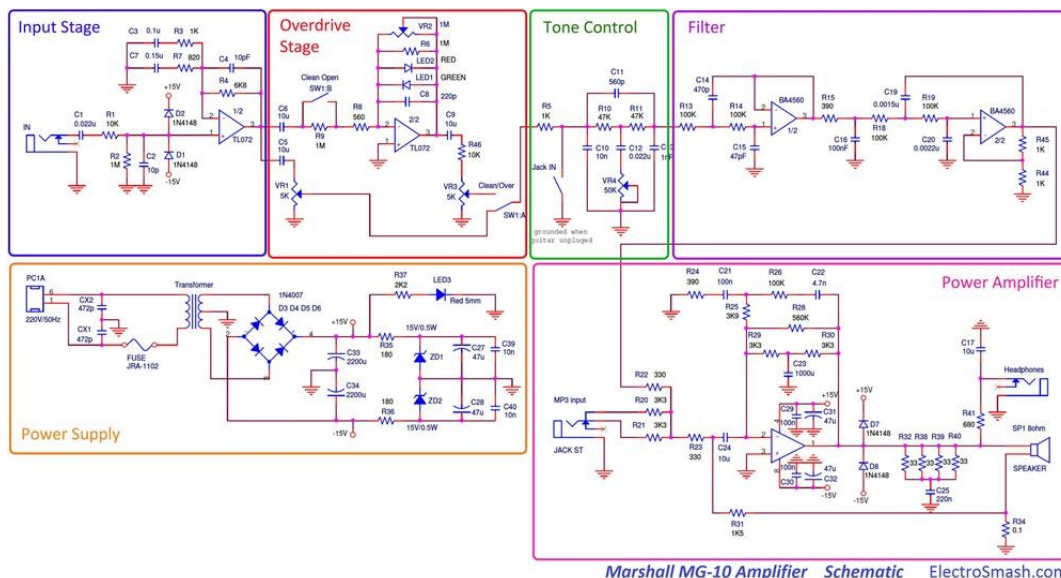 Input Stage
C3 0.1u R3 1K
C7 0.15u R7 820 C4 10pF
R4 6K8
+15V
D2 1N4148
IN C1 0.022u R1 10K
1/2 TL072
R2 1M C2 10p D1 1N4148
-15V
Overdrive Stage
1M
VR2
R6 1M
LED2 RED
LED1 GREEN
C8 220p
Clean Open
SW1:B
C6 10u R8 560
R9 1M
2/2 TL072
C9 10u
C5 10u
R46 10K
VR1 5K
VR3 5K
Clean/Over
SW1:A
Tone Control
C11 560p
R5 1K R10 47K R11 47K
C10 10n C12 0.022u 1nF
Jack IN
VR4 50K
grounded when
guitar unpluged
Filter
C14 470p
R13 100K R14 100K
C15 47pF
BA4560 1/2
R15 390
C16 100nF
R18 100K
C19 0.0015u
R19 100K
C20 0.0022u
BA4560 2/2
R45 1K
R44 1K
Power Supply
PC1A
220V/50Hz
CX2 472p
CX1 472p
FUSE
JRA-1102
Transformer
1N4007
D3 D4 D5 D6
R37 2K2
LED3
Red 5mm
+15V
C33 2200u
C34 2200u
R35 180
180 R36
15V/0.5W
ZD1
ZD2
15V/0.5W
C27 47u
C28 47u
C39 10n
C40 10n
-15V
Power Amplifier
R24 390 C21 100n R26 100K C22 4.7n
R25 3K9
R28 560K
R29 3K3 R30 3K3
C23 1000u
R22 330
MP3 input
R20 3K3
R21 3K3
JACK ST
R23 330
C24 10u
+15V
C29 100n C31 47u
100n C30 47u C32
-15V
+15V
D7 1N4148
D8 1N4148
-15V
R32 R38 R39 R40
33 33 33 33
C25 220n
C17 10u
Headphones
R41 680
SP1 8ohm
SPEAKER
R31 1K5
R34 0.1
Marshall MG-10 Amplifier Schematic ElectroSmash.com